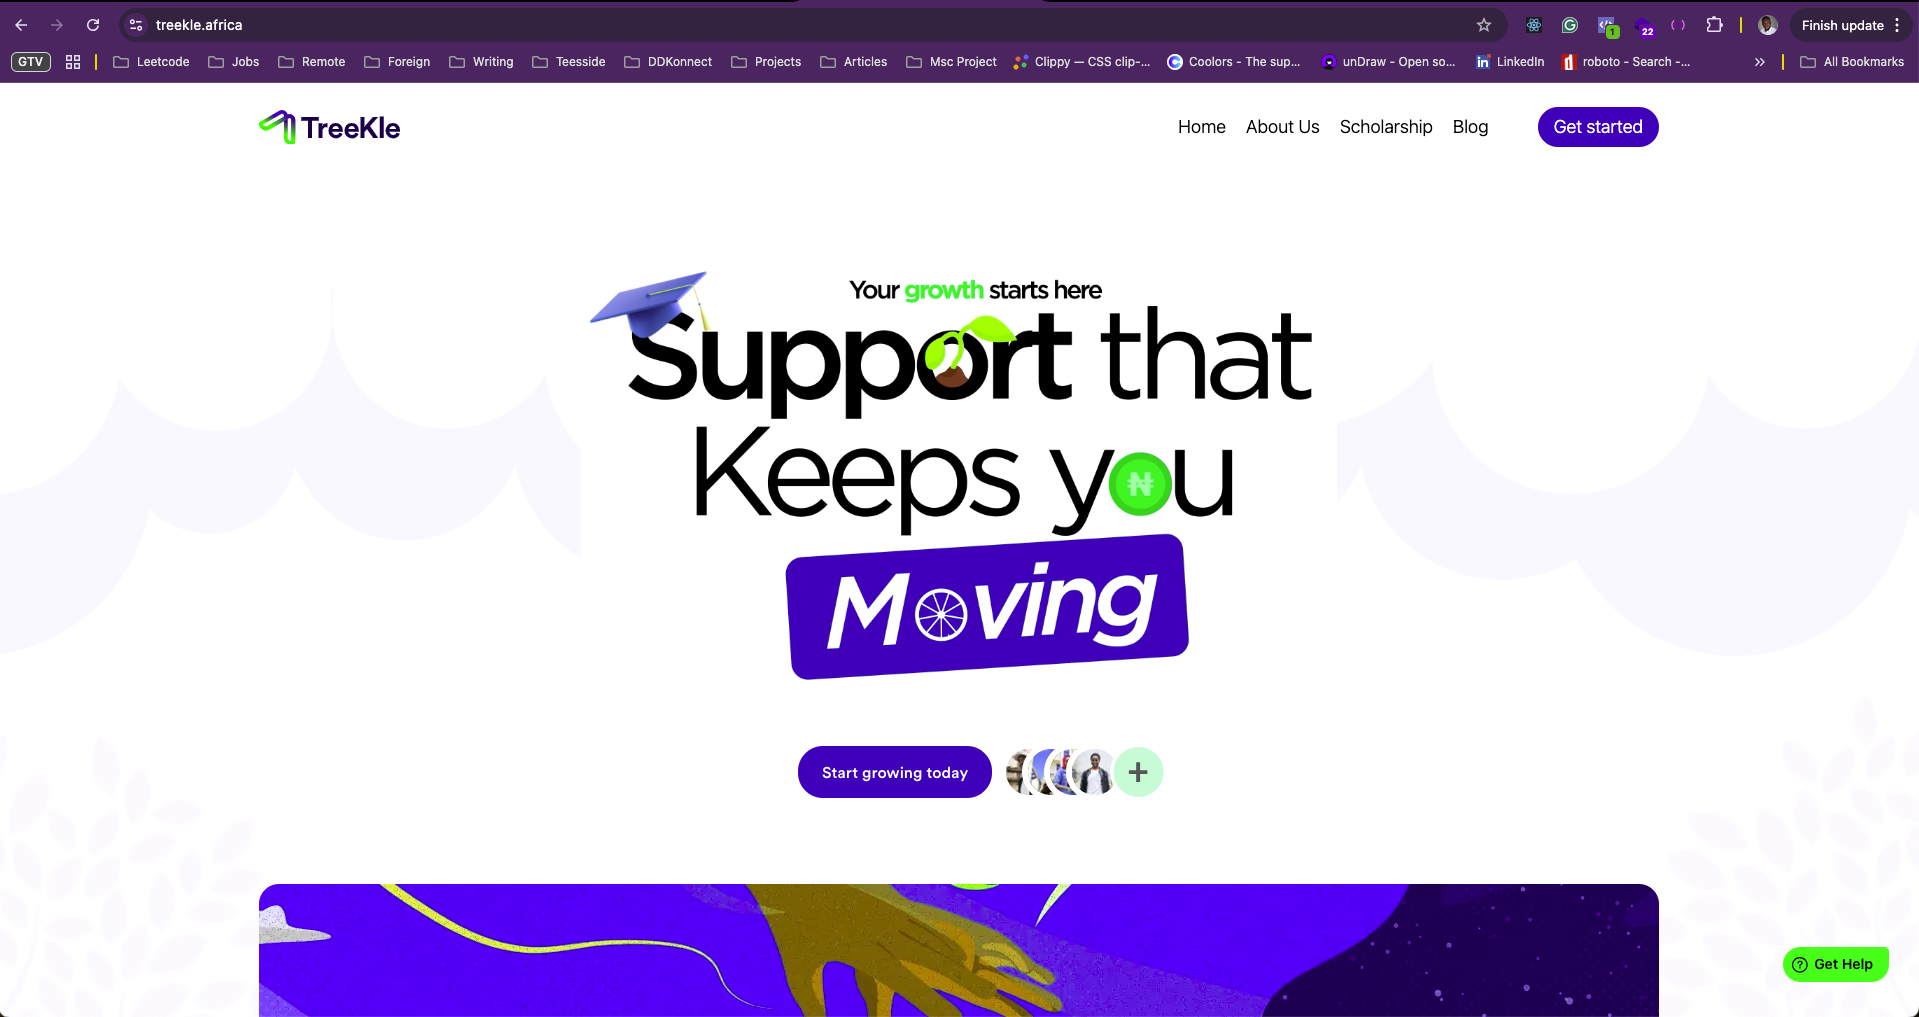 treekle.africa
1
22
Finish update
GTV
Leetcode
Jobs
Remote
Foreign
Writing
Teesside
DDKonnect
Projects
Articles
Msc Project
Clippy — CSS clip-...
Coolors - The sup...
unDraw - Open so...
LinkedIn
roboto - Search -...
»
All Bookmarks
TreeKle
Home
About Us
Scholarship
Blog
Get started
Your growth starts here
Support that
Keeps you
₦
Moving
Start growing today
+
Get Help